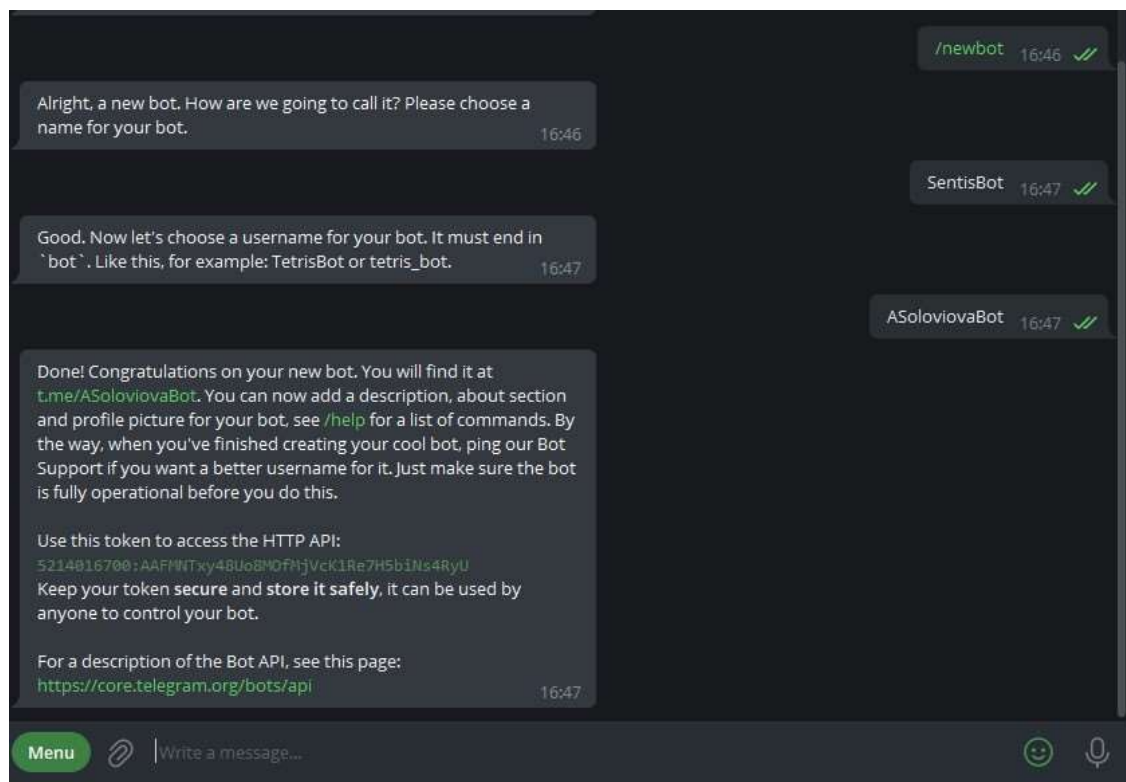 /newbot 16:46
Alright, a new bot. How are we going to call it? Please choose a
name for your bot. 16:46
SentisBot 16:47
Good. Now let's choose a username for your bot. It must end in
`bot`. Like this, for example: TetrisBot or tetris_bot. 16:47
ASoloviovaBot 16:47
Done! Congratulations on your new bot. You will find it at
t.me/ASoloviovaBot. You can now add a description, about section
and profile picture for your bot, see /help for a list of commands. By
the way, when you've finished creating your cool bot, ping our Bot
Support if you want a better username for it. Just make sure the bot
is fully operational before you do this.
Use this token to access the HTTP API:
5214016700:AAFMNTxy48Uo8MOfMjVcK1Re7H5biNs4RyU
Keep your token secure and store it safely, it can be used by
anyone to control your bot.
For a description of the Bot API, see this page:
https://core.telegram.org/bots/api 16:47
Menu Write a message...